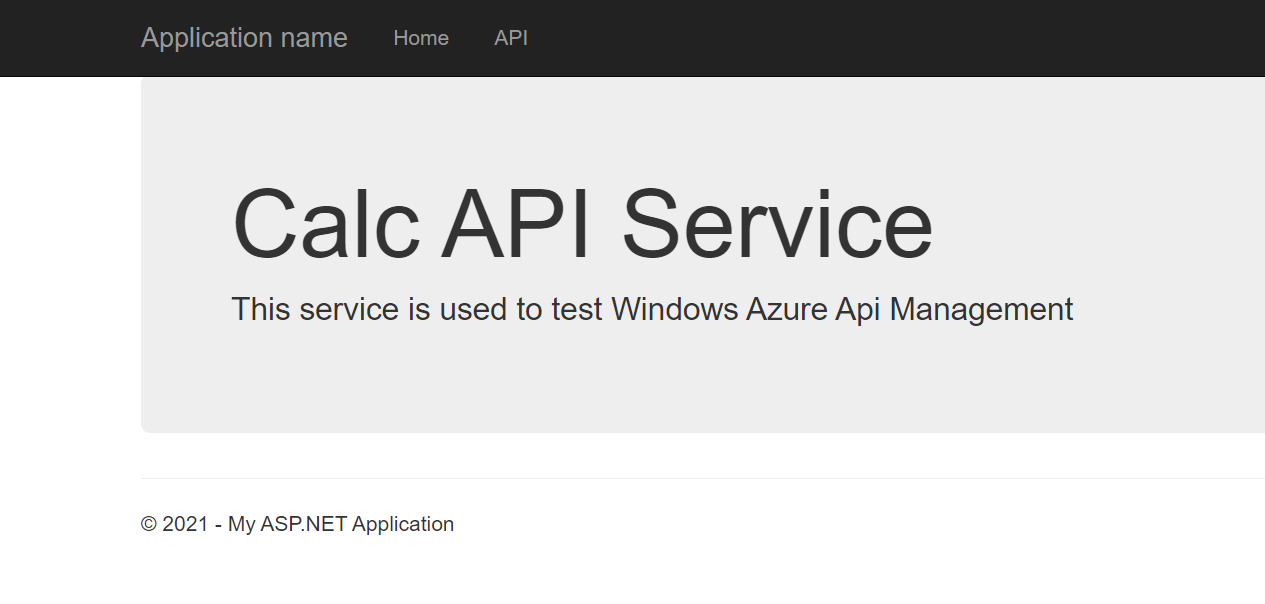 Application name Home API
Calc API Service
This service is used to test Windows Azure Api Management
© 2021 - My ASP.NET Application